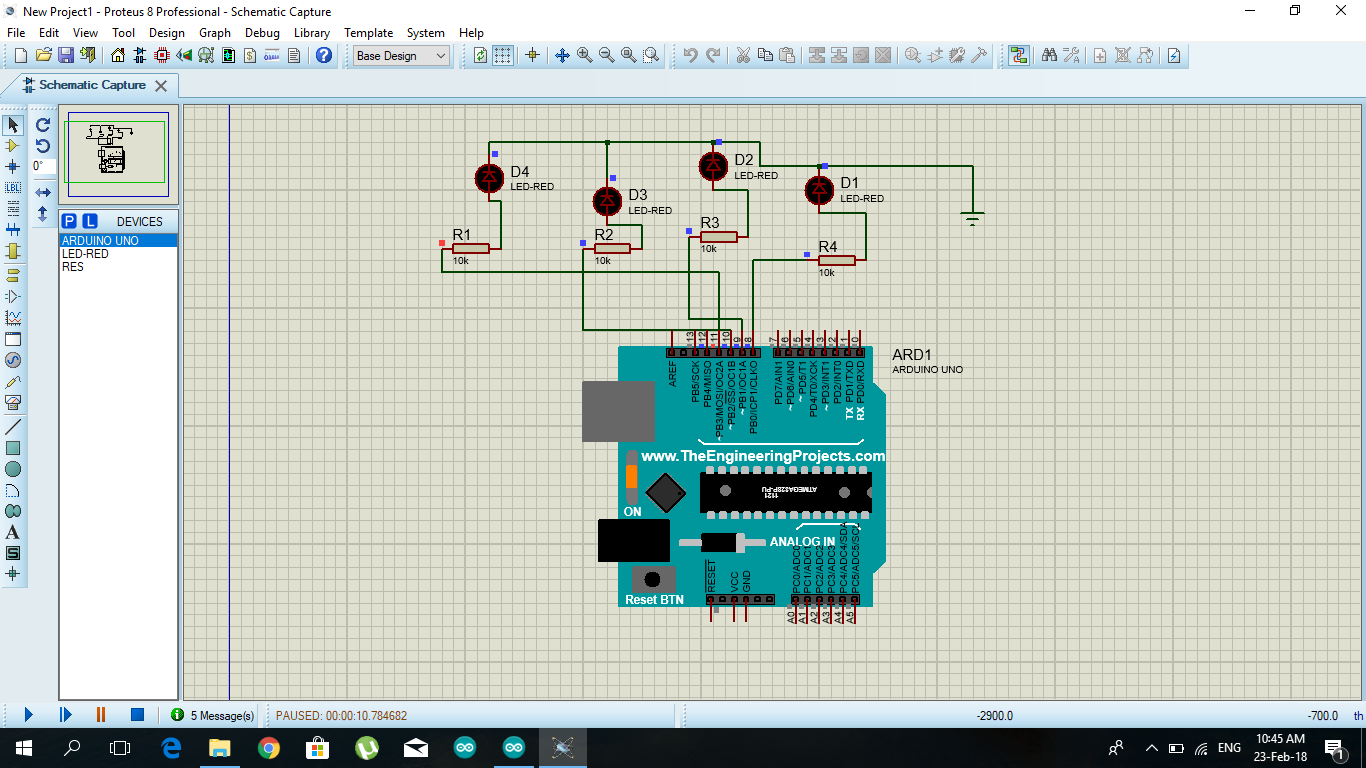 New Project1 - Proteus 8 Professional - Schematic Capture
File Edit View Tool Design Graph Debug Library Template System Help
Base Design
Schematic Capture
0°
P L DEVICES
ARDUINO UNO
LED-RED
RES
D4
LED-RED
D3
LED-RED
D2
LED-RED
D1
LED-RED
R1
10k
R2
10k
R3
10k
R4
10k
13 12 11 10 9 8 7 6 5 4 3 2 1 0
AREF
PB5/SCK
PB4/MISO
~PB3/MOSI/OC2A
~PB2/SS/OC1B
~PB1/OC1A
PB0/ICP1/CLKO
PD7/AIN1
~PD6/AIN0
~PD5/T1
PD4/T0/XCK
~PD3/INT1
PD2/INT0
TX PD1/TXD
RX PD0/RXD
ARD1
ARDUINO UNO
www.TheEngineeringProjects.com
1121
ATMEGA328P-PU
ON
ANALOG IN
Reset BTN
RESET
VCC
GND
PC0/ADC0
PC1/ADC1
PC2/ADC2
PC3/ADC3
PC4/ADC4/SDA
PC5/ADC5/SCL
A0 A1 A2 A3 A4 A5
5 Message(s) PAUSED: 00:00:10.784682 -2900.0 -700.0 th
ENG
10:45 AM
23-Feb-18
1